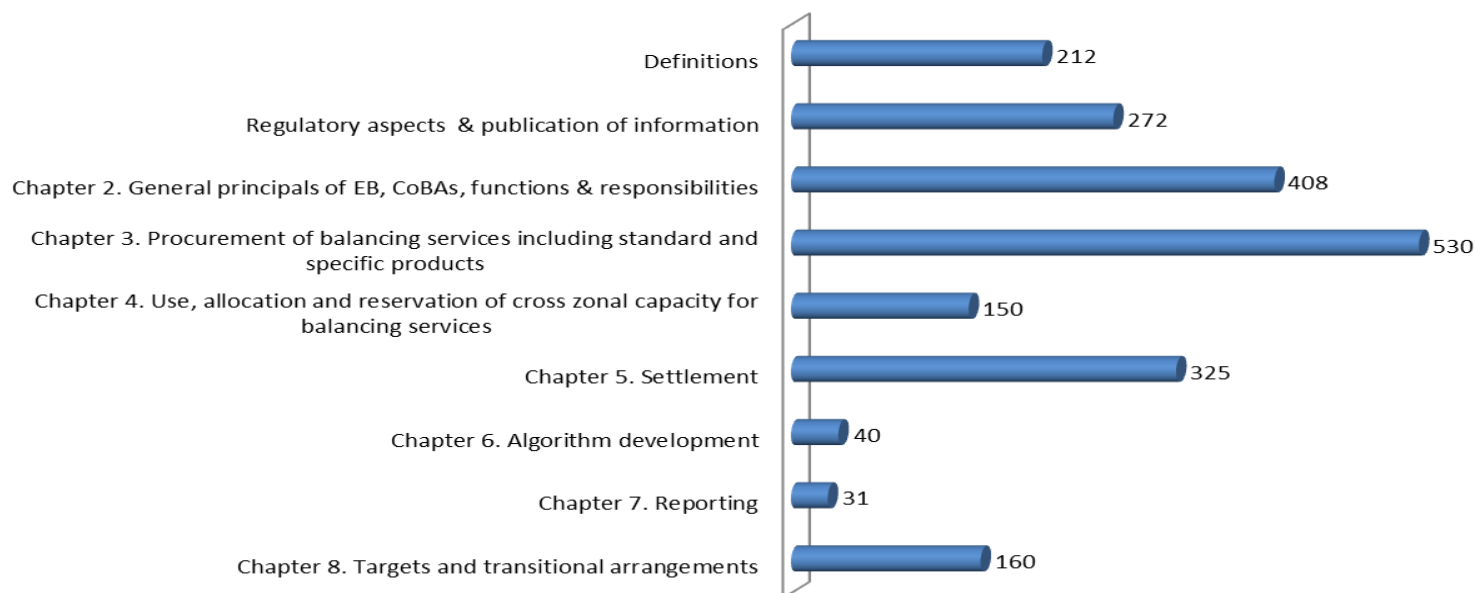 Definitions
212
Regulatory aspects & publication of information
272
Chapter 2. General principals of EB, CoBAs, functions & responsibilities
408
Chapter 3. Procurement of balancing services including standard and
specific products
530
Chapter 4. Use, allocation and reservation of cross zonal capacity for
balancing services
150
Chapter 5. Settlement
325
Chapter 6. Algorithm development
40
Chapter 7. Reporting
31
Chapter 8. Targets and transitional arrangements
160